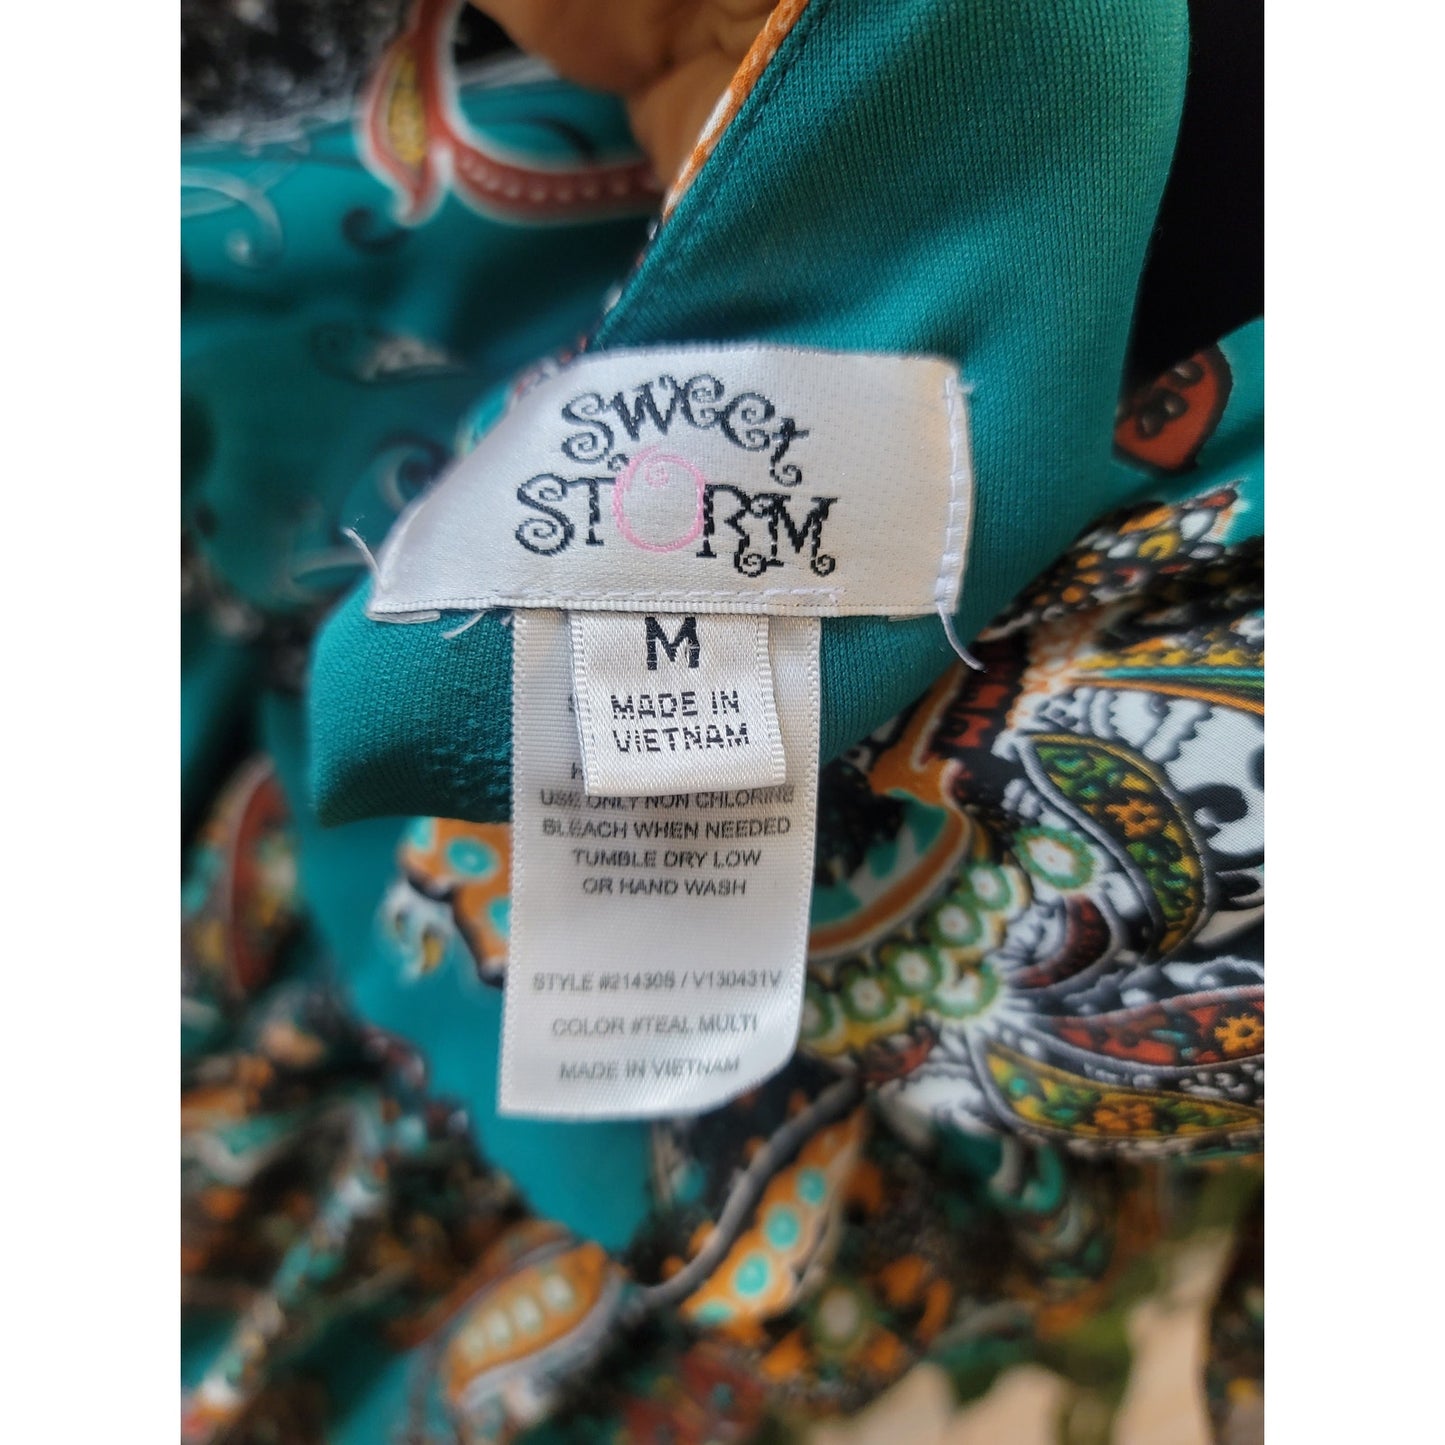 Sweet
STORM
M
MADE IN
VIETNAM
USE ONLY NON CHLORINE
BLEACH WHEN NEEDED
TUMBLE DRY LOW
OR HAND WASH
STYLE #21430S / V130431V
COLOR #TEAL MULTI
MADE IN VIETNAM